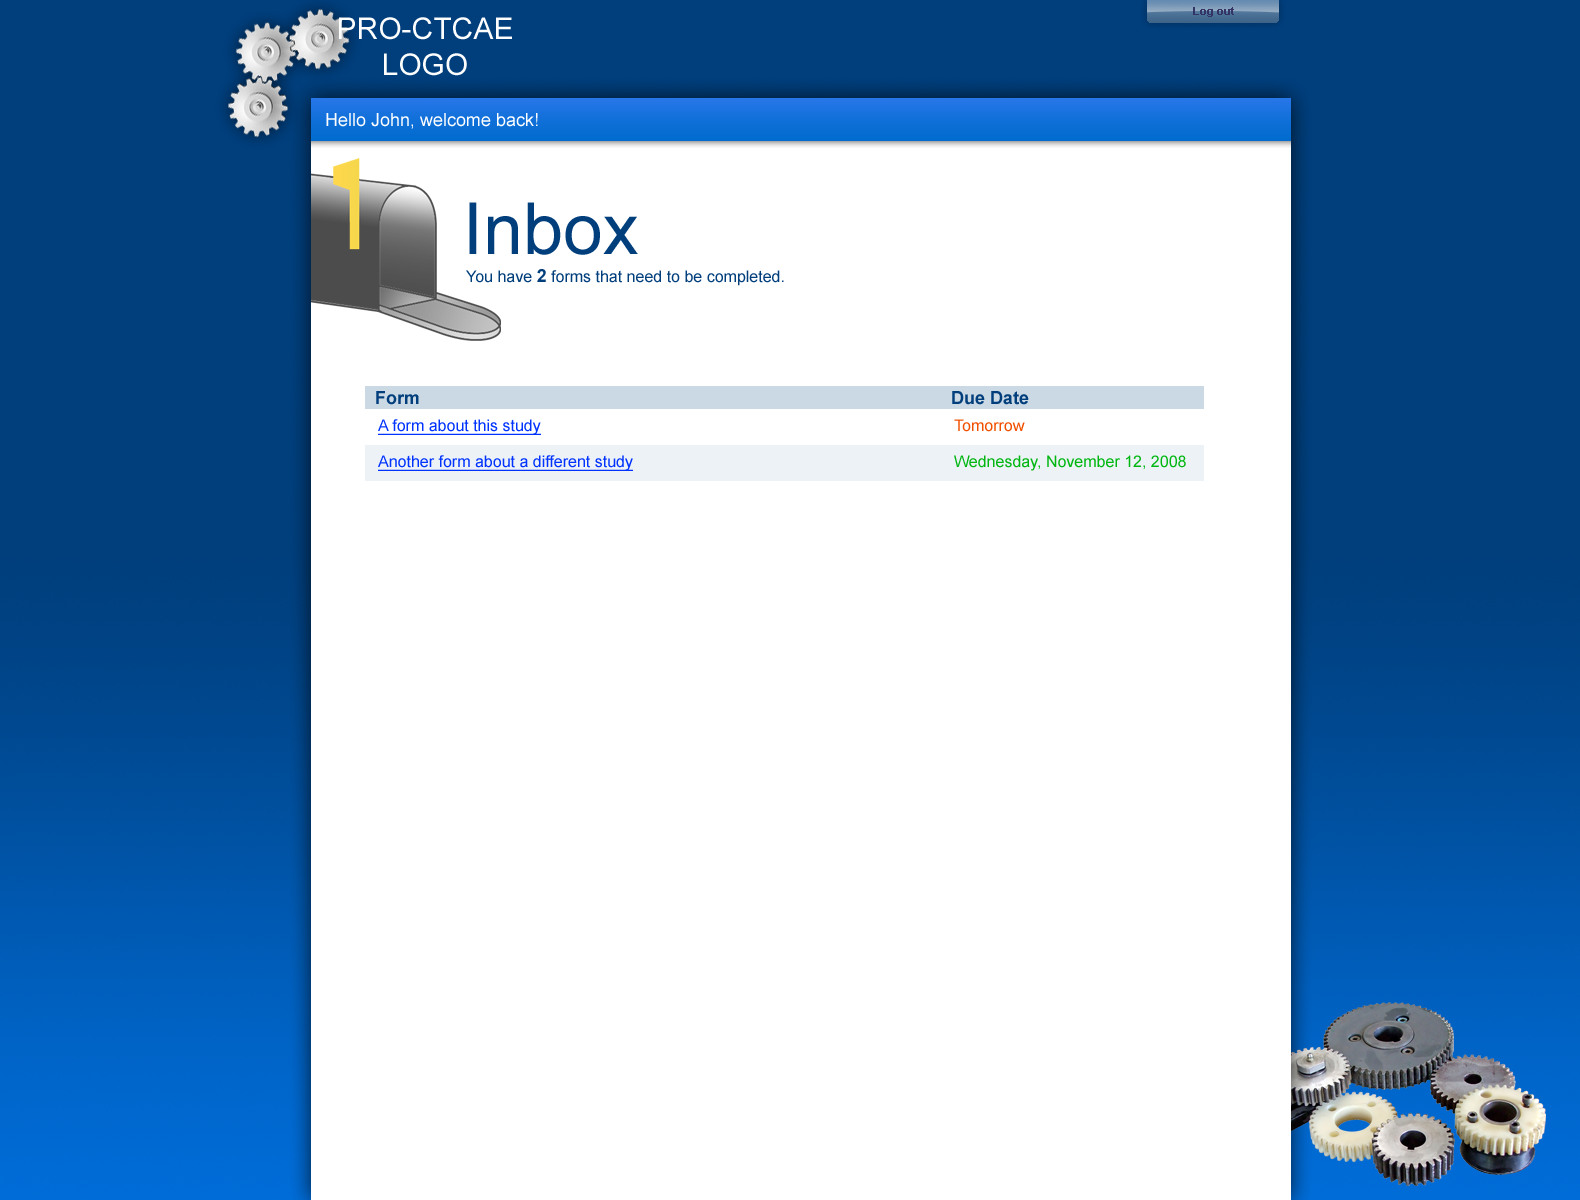 PRO-CTCAE
LOGO
Log out
Hello John, welcome back!
Inbox
You have 2 forms that need to be completed.
Form Due Date
A form about this study Tomorrow
Another form about a different study Wednesday, November 12, 2008